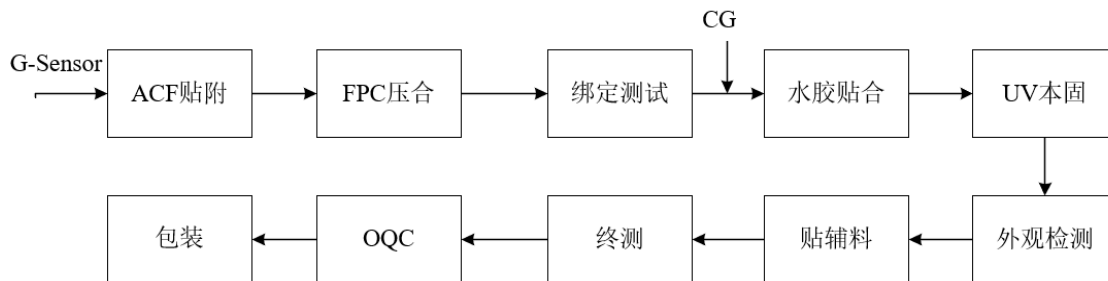 CG
G-Sensor
ACF贴附
FPC压合
绑定测试
水胶贴合
UV本固
包装
OQC
终测
贴辅料
外观检测